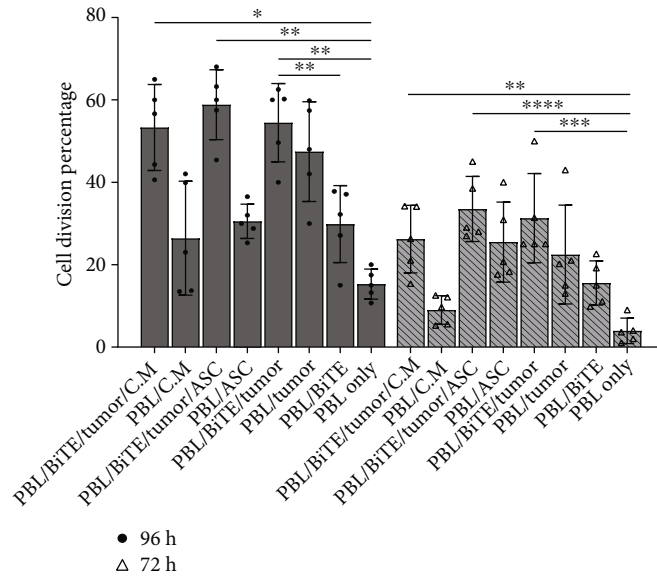 80
60
40
20
0
Cell division percentage
*
**
**
**
**
****
***
PBL/BiTE/tumor/C.M
PBL/C.M
PBL/BiTE/tumor/ASC
PBL/ASC
PBL/BiTE/tumor
PBL/tumor
PBL/BiTE
PBL only
PBL/BiTE/tumor/C.M
PBL/C.M
PBL/BiTE/tumor/ASC
PBL/ASC
PBL/BiTE/tumor
PBL/tumor
PBL/BiTE
PBL only
96 h
72 h